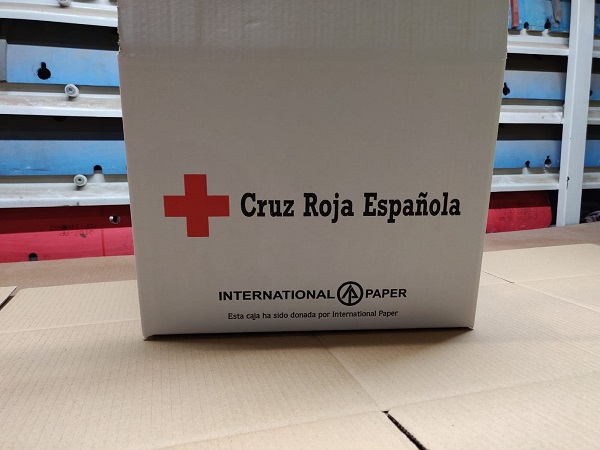 Cruz Roja Española
INTERNATIONAL PAPER
Esta caja ha sido donada por International Paper